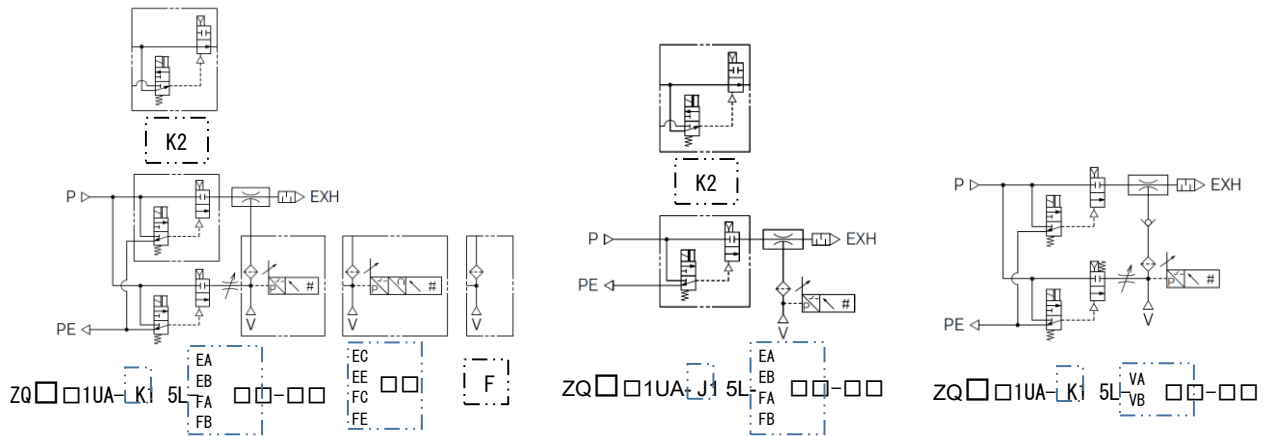 K2
P
EXH
P
#
#
PE
V
V
V
ZQ□□1UA-K1 5L-
EA
EB
FA
FB
□□-□□
EC
EE
FC
FE
□□
F
K2
P
EXH
PE
P
#
V
ZQ□□1UA-J1 5L-
EA
EB
FA
FB
□□-□□
P
EXH
P
#
PE
V
ZQ□□1UA-K1 5L-
VA
VB
□□-□□